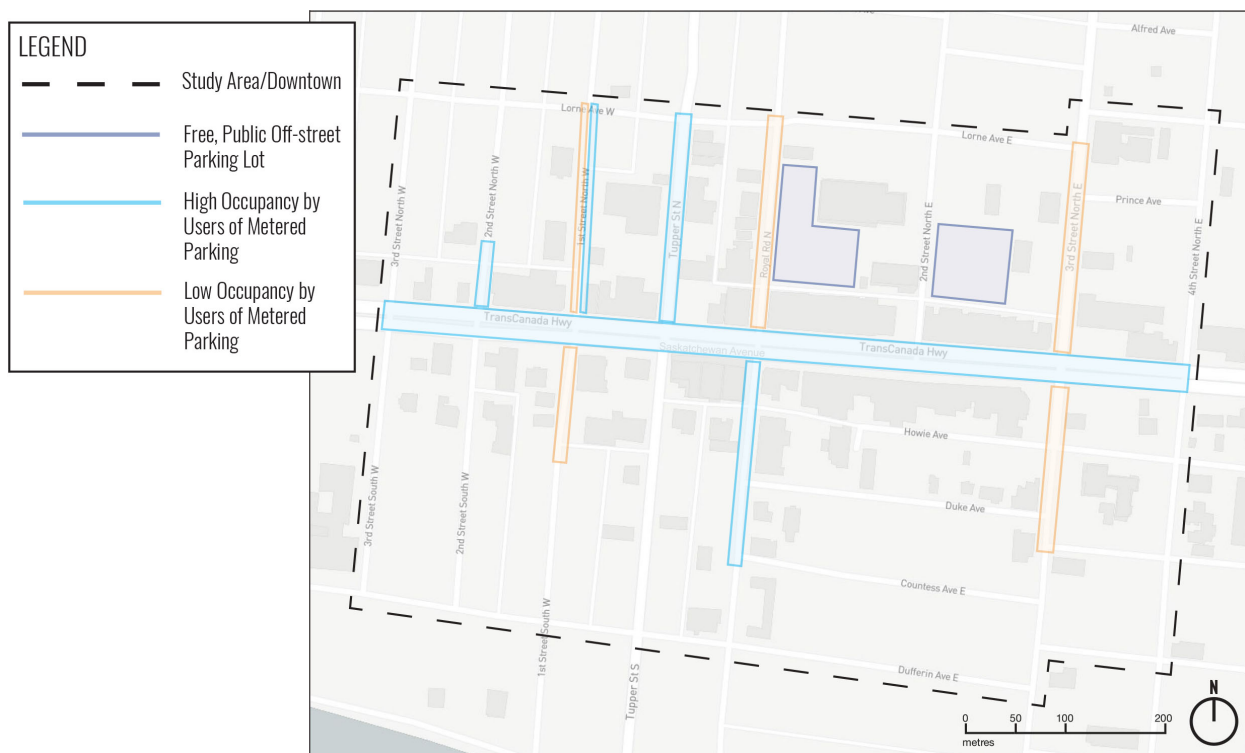 LEGEND
Study Area/Downtown
Free, Public Off-street
Parking Lot
High Occupancy by
Users of Metered
Parking
Low Occupancy by
Users of Metered
Parking
Ave
Alfred Ave
Lorne Ave W
Lorne Ave E
Prince Ave
3rd Street North W
2nd Street North W
1st Street North W
Tupper St N
Royal Rd N
2nd Street North E
3rd Street North E
4th Street North E
TransCanada Hwy
Saskatchewan Avenue
TransCanada Hwy
Howie Ave
Duke Ave
Countess Ave E
Dufferin Ave E
3rd Street South W
2nd Street South W
1st Street South W
Tupper St S
N
0 50 100 200
metres